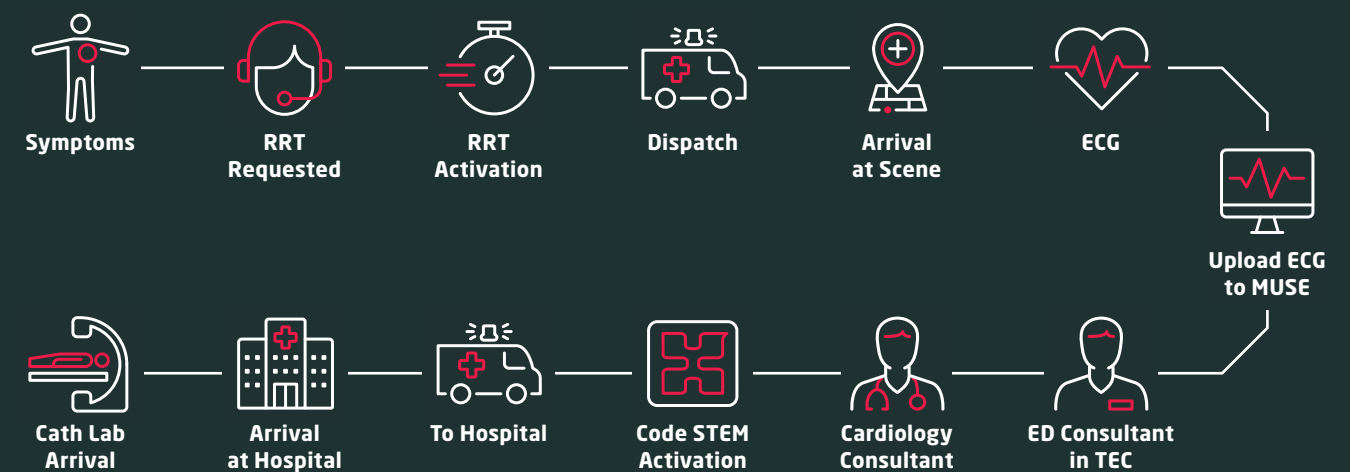 Symptoms
RRT
Requested
RRT
Activation
Dispatch
Arrival
at Scene
ECG
Upload ECG
to MUSE
ED Consultant
in TEC
Cardiology
Consultant
Code STEM
Activation
To Hospital
Arrival
at Hospital
Cath Lab
Arrival